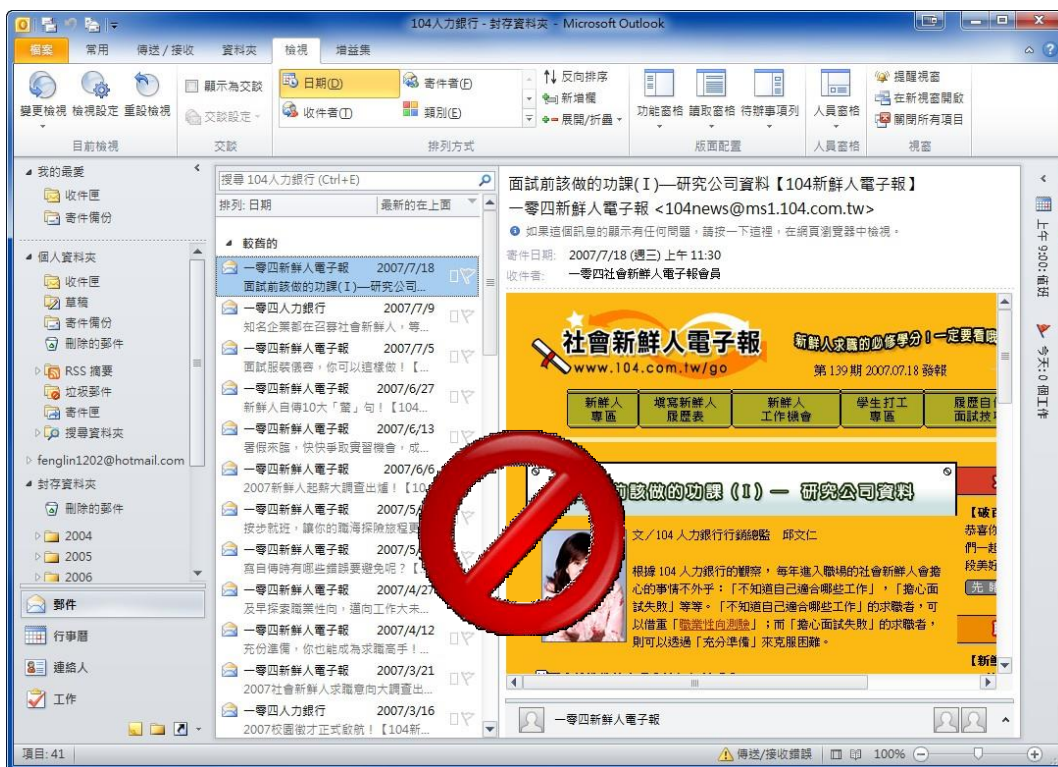 104人力銀行 - 封存資料夾 - Microsoft Outlook
檔案 常用 傳送/接收 資料夾 檢視 增益集
變更檢視 檢視設定 重設檢視
目前檢視
顯示為交談
交談設定
交談
日期(D) 寄件者(F)
收件者(T) 類別(E)
反向排序
新增欄
展開/折疊
排列方式
功能窗格 讀取窗格 待辦事項列
版面配置
人員窗格
人員窗格
提醒視窗
在新視窗開啟
關閉所有項目
視窗
我的最愛
收件匣
寄件備份
個人資料夾
收件匣
草稿
寄件備份
刪除的郵件
RSS 摘要
垃圾郵件
寄件匣
搜尋資料夾
fenglin1202@hotmail.com
封存資料夾
刪除的郵件
2004
2005
2006
郵件
行事曆
連絡人
工作
搜尋 104人力銀行 (Ctrl+E)
排列: 日期 最新的在上面
較舊的
一零四新鮮人電子報 2007/7/18
面試前該做的功課(I)—研究公司...
一零四人力銀行 2007/7/9
知名企業都在召募社會新鮮人，等...
一零四新鮮人電子報 2007/7/5
面試服裝儀容，你可以這樣做！【...
一零四新鮮人電子報 2007/6/27
新鮮人自傳10大「驚」句！【104...
一零四新鮮人電子報 2007/6/13
暑假來臨，快快爭取實習機會，成...
一零四新鮮人電子報 2007/6/6
2007新鮮人起薪大調查出爐！【10
一零四新鮮人電子報 2007/5/
按步就班，讓你的職海探險旅程更
一零四新鮮人電子報 2007/5/
寫自傳時有哪些錯誤要避免呢？【
一零四新鮮人電子報 2007/4/27
及早探索職業性向，邁向工作大未...
一零四新鮮人電子報 2007/4/12
充份準備，你也能成為求職高手！...
一零四新鮮人電子報 2007/3/21
2007社會新鮮人求職意向大調查出...
一零四人力銀行 2007/3/16
2007校園徵才正式啟航！【104新...
面試前該做的功課(I)—研究公司資料【104新鮮人電子報】
一零四新鮮人電子報 <104news@ms1.104.com.tw>
如果這個訊息的顯示有任何問題，請按一下這裡，在網頁瀏覽器中檢視。
寄件日期: 2007/7/18 (週三) 上午 11:30
收件者: 一零四社會新鮮人電子報會員
社會新鮮人電子報
www.104.com.tw/go
新鮮人求職的必修學分！一定要看哦
第 139 期 2007.07.18 發報
新鮮人專區 填寫新鮮人履歷表 新鮮人工作機會 學生打工專區 履歷自 面試技
前該做的功課 (I) — 研究公司資料
文／104 人力銀行行銷總監 邱文仁
根據 104 人力銀行的觀察，每年進入職場的社會新鮮人會擔
心的事情不外乎：「不知道自己適合哪些工作」，「擔心面
試失敗」等等。「不知道自己適合哪些工作」的求職者，可
以借重「職業性向測驗」；而「擔心面試失敗」的求職者，
則可以透過「充分準備」來克服困難。
【破
恭喜你
們一起
段美好
先
【新鮮
一零四新鮮人電子報
上午 9:00: 值班
今天: 0 個工作
項目: 41
傳送/接收錯誤 100%